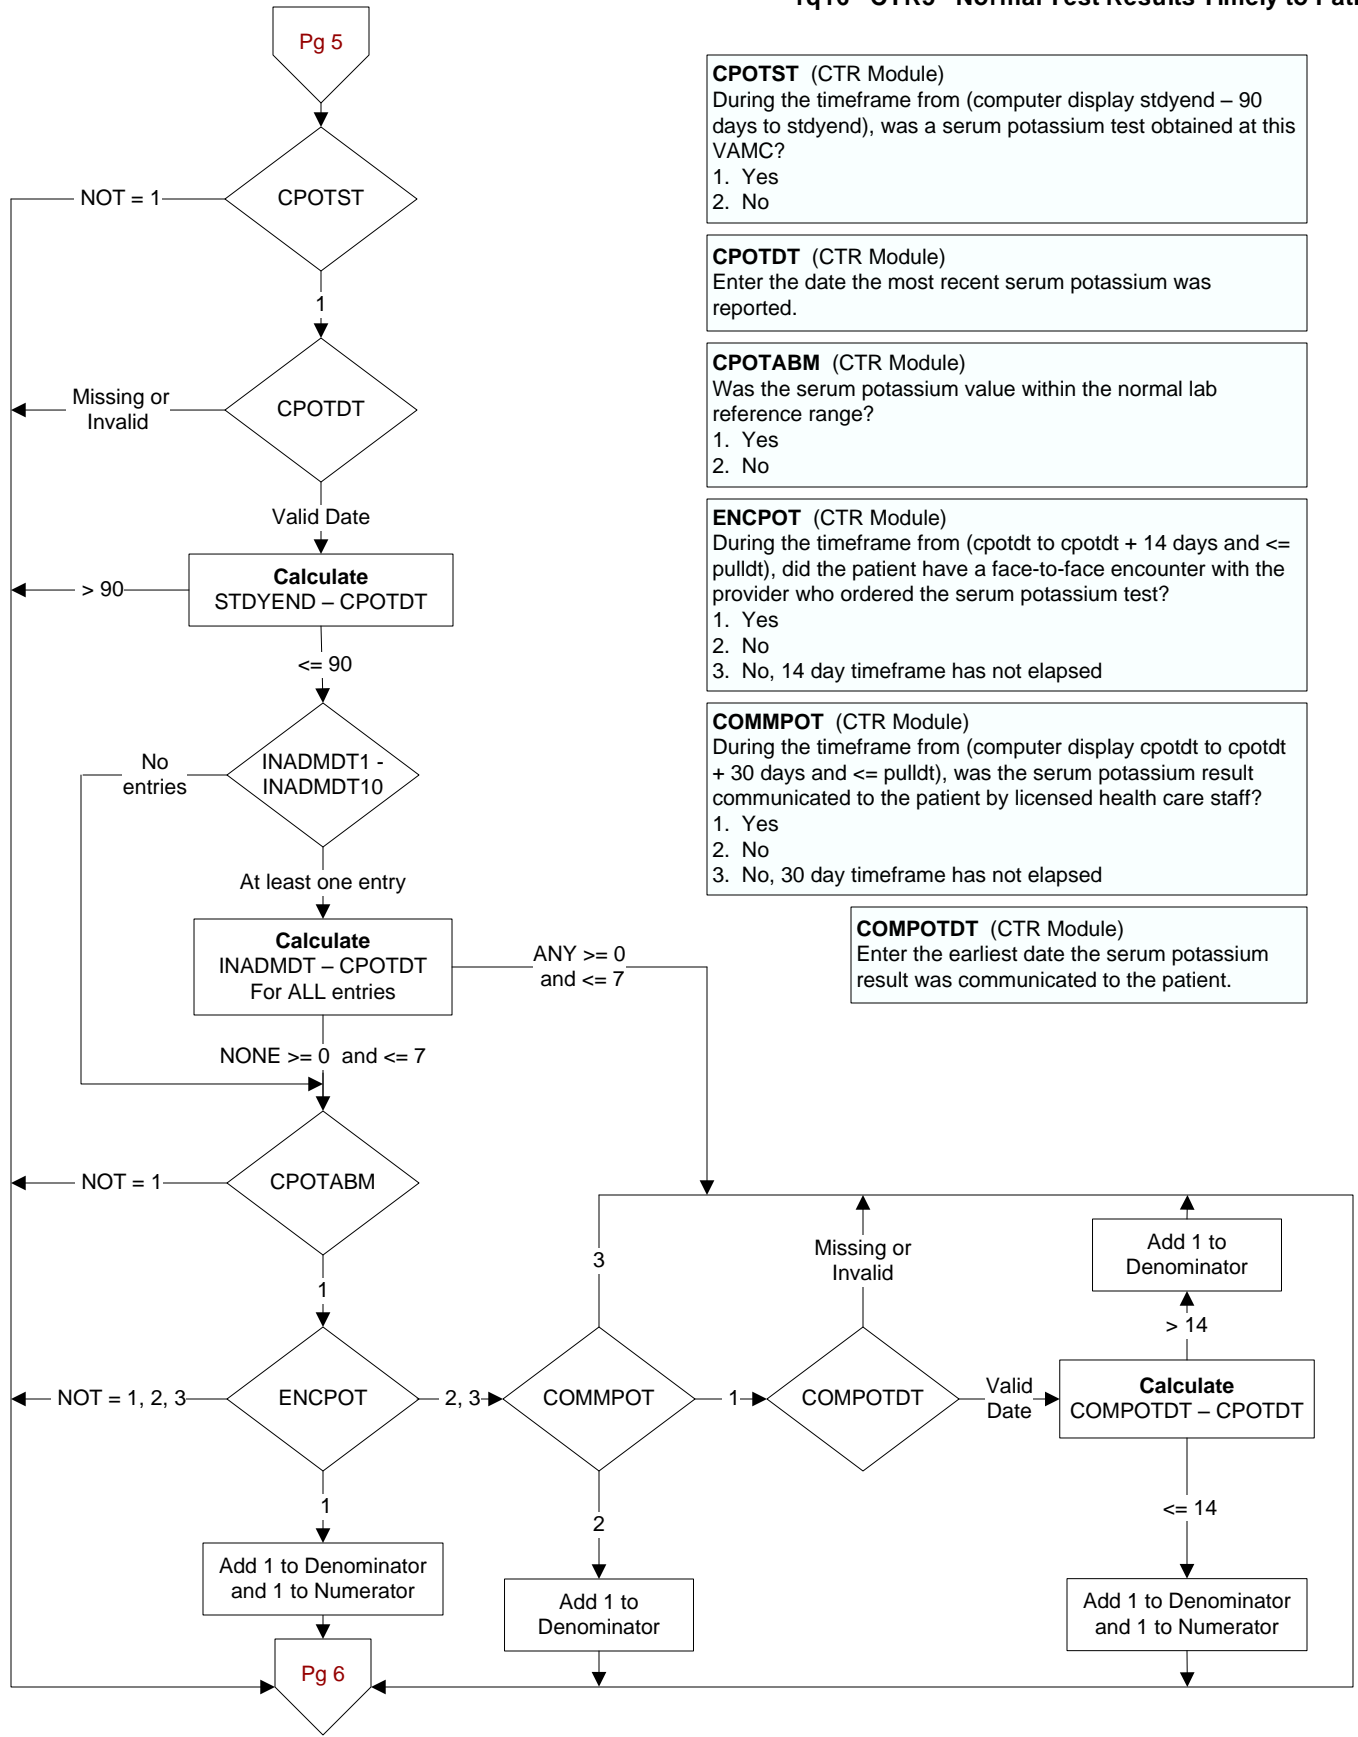 Pg 5
CPOTST
NOT = 1
1
CPOTDT
Missing or
Invalid
Valid Date
Calculate
STDYEND – CPOTDT
> 90
<= 90
INADMDT1 -
INADMDT10
No
entries
At least one entry
Calculate
INADMDT – CPOTDT
For ALL entries
ANY >= 0
and <= 7
NONE >= 0 and <= 7
CPOTABM
NOT = 1
1
ENCPOT
NOT = 1, 2, 3
2, 3
1
Add 1 to Denominator
and 1 to Numerator
Pg 6
COMMPOT
3
1
2
Add 1 to
Denominator
COMPOTDT
Missing or
Invalid
Valid
Date
Calculate
COMPOTDT – CPOTDT
> 14
Add 1 to
Denominator
<= 14
Add 1 to Denominator
and 1 to Numerator
CPOTST (CTR Module)
During the timeframe from (computer display stdyend – 90
days to stdyend), was a serum potassium test obtained at this
VAMC?
1. Yes
2. No
CPOTDT (CTR Module)
Enter the date the most recent serum potassium was
reported.
CPOTABM (CTR Module)
Was the serum potassium value within the normal lab
reference range?
1. Yes
2. No
ENCPOT (CTR Module)
During the timeframe from (cpotdt to cpotdt + 14 days and <=
pulldt), did the patient have a face-to-face encounter with the
provider who ordered the serum potassium test?
1. Yes
2. No
3. No, 14 day timeframe has not elapsed
COMMPOT (CTR Module)
During the timeframe from (computer display cpotdt to cpotdt
+ 30 days and <= pulldt), was the serum potassium result
communicated to the patient by licensed health care staff?
1. Yes
2. No
3. No, 30 day timeframe has not elapsed
COMPOTDT (CTR Module)
Enter the earliest date the serum potassium
result was communicated to the patient.